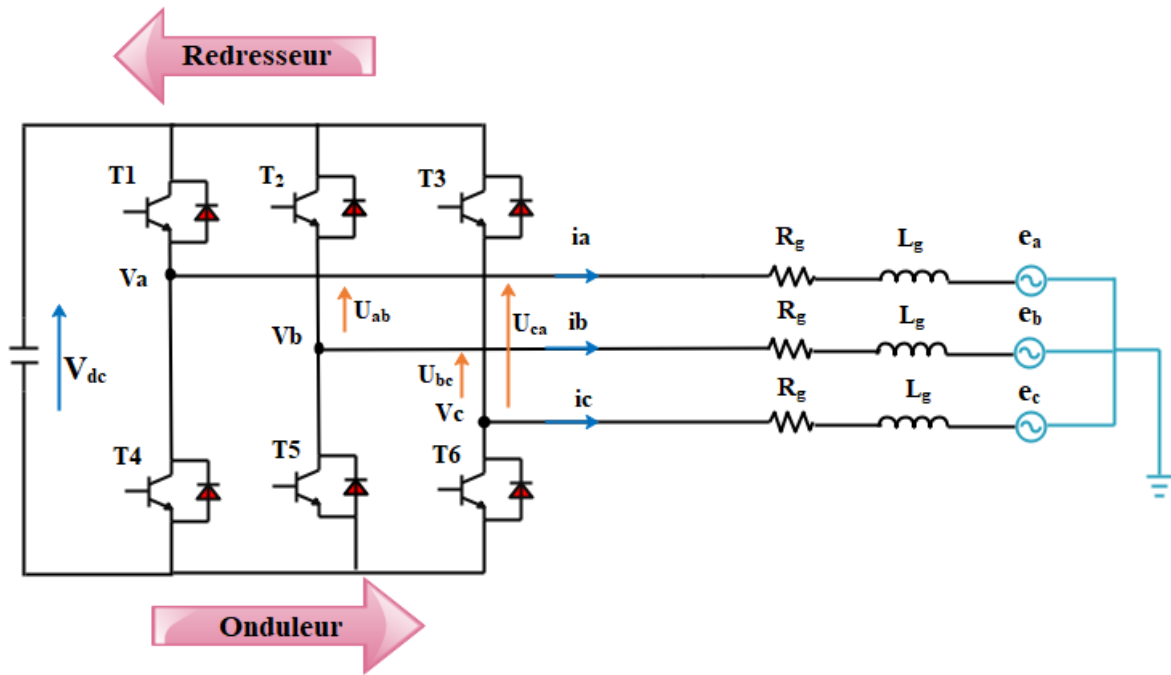 Redresseur
T1
T2
T3
ia
Rg
Lg
ea
Va
Uab
Uca
ib
Rg
Lg
eb
Vb
Vdc
Ubc
ic
Rg
Lg
ec
Vc
T4
T5
T6
Onduleur